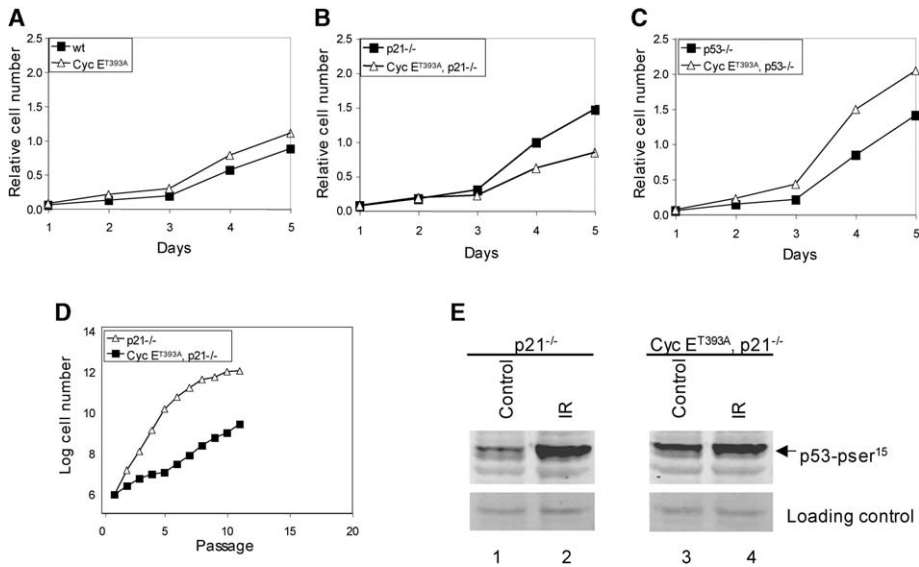 A
wt
Cyc E^T393A
Relative cell number
2.5
2.0
1.5
1.0
0.5
0.0
1 2 3 4 5
Days
B
p21-/-
Cyc E^T393A, p21-/-
Relative cell number
2.5
2.0
1.5
1.0
0.5
0.0
1 2 3 4 5
Days
C
p53-/-
Cyc E^T393A, p53-/-
Relative cell number
2.5
2.0
1.5
1.0
0.5
0.0
1 2 3 4 5
Days
D
p21-/-
Cyc E^T393A, p21-/-
Log cell number
14
12
10
8
6
0 5 10 15 20
Passage
E
p21^-/-
Cyc E^T393A, p21^-/-
Control IR Control IR
p53-pser^15
Loading control
1 2 3 4